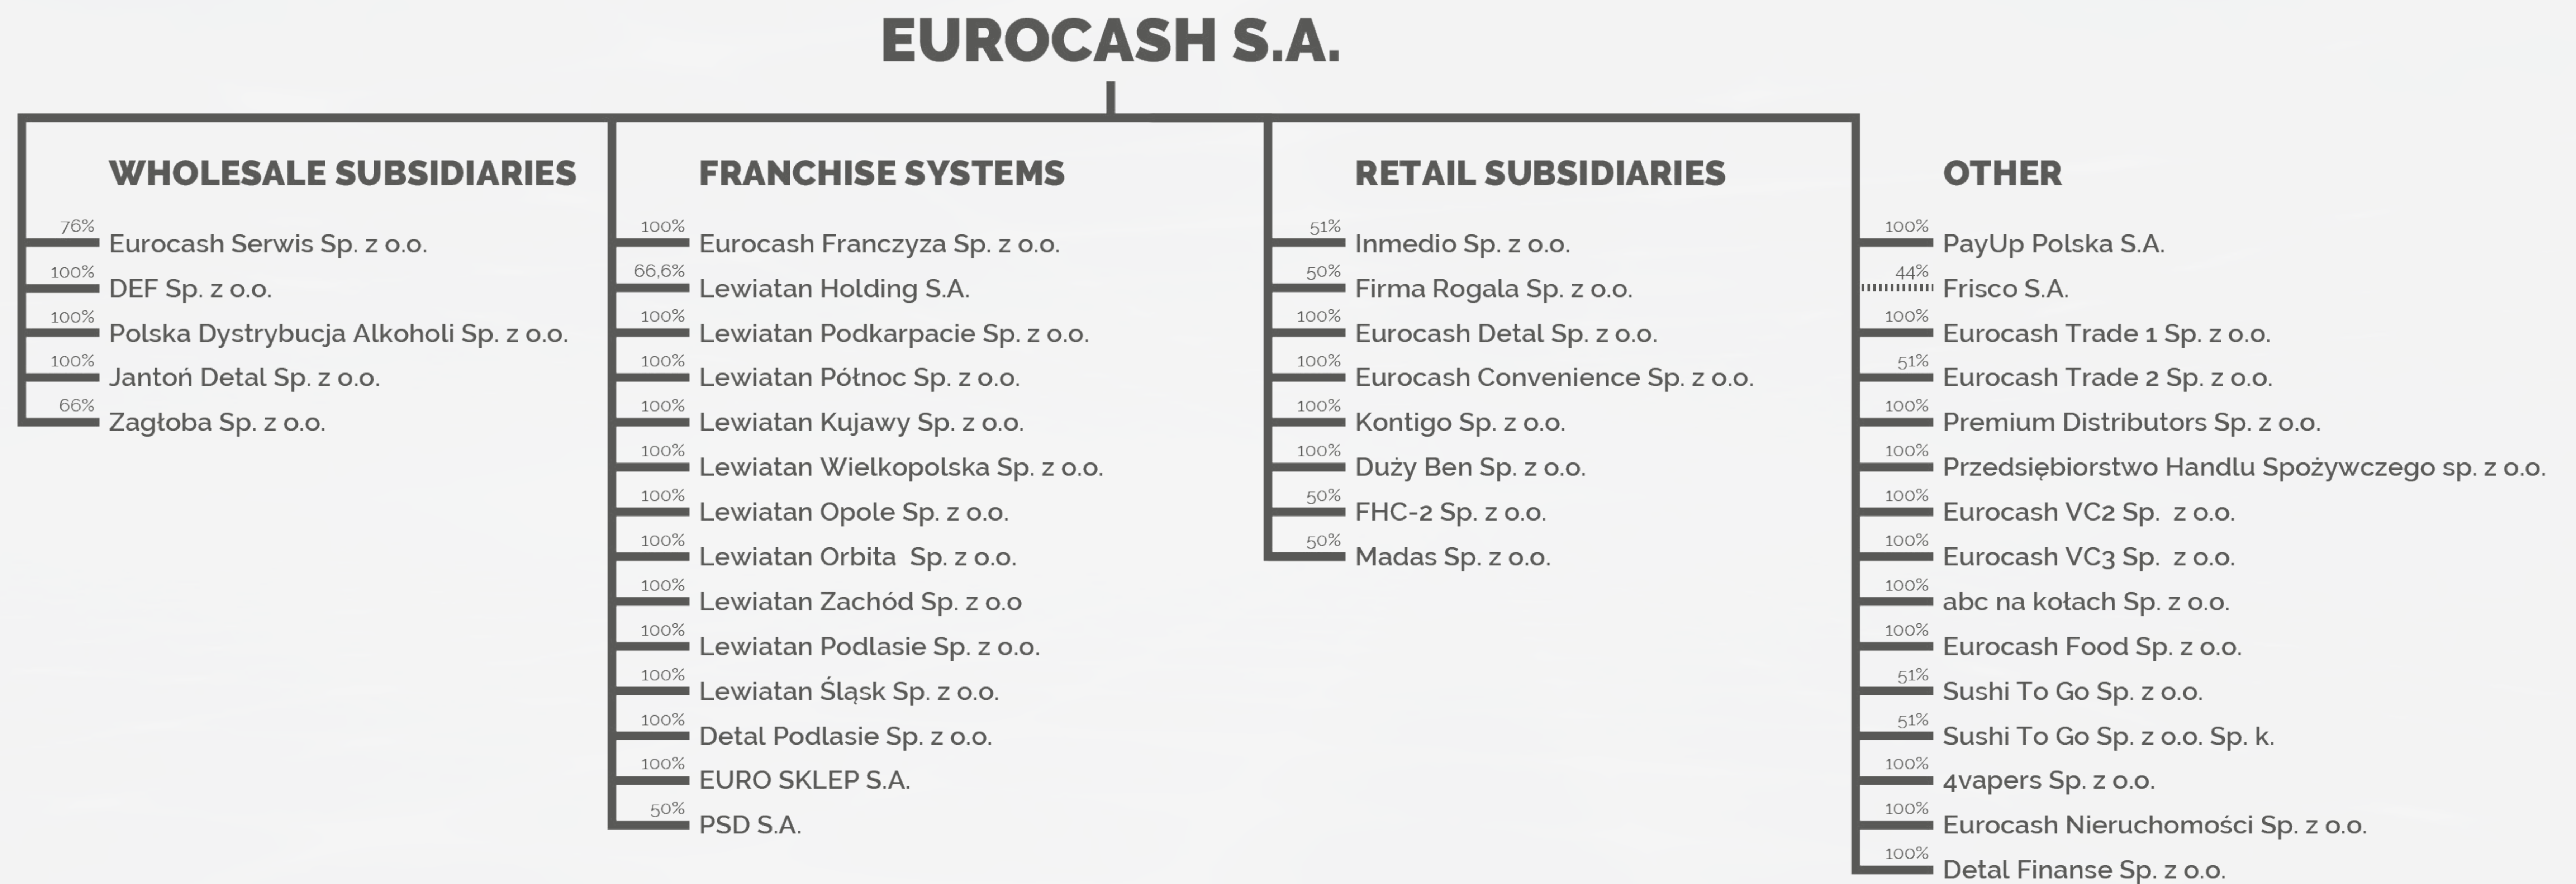 EUROCASH S.A.
WHOLESALE SUBSIDIARIES
76%
Eurocash Serwis Sp. z o.o.
100%
DEF Sp. z o.o.
100%
Polska Dystrybucja Alkoholi Sp. z o.o.
100%
Jantoń Detal Sp. z o.o.
66%
Zagłoba Sp. z o.o.
FRANCHISE SYSTEMS
100%
Eurocash Franczyza Sp. z o.o.
66,6%
Lewiatan Holding S.A.
100%
Lewiatan Podkarpacie Sp. z o.o.
100%
Lewiatan Północ Sp. z o.o.
100%
Lewiatan Kujawy Sp. z o.o.
100%
Lewiatan Wielkopolska Sp. z o.o.
100%
Lewiatan Opole Sp. z o.o.
100%
Lewiatan Orbita  Sp. z o.o.
100%
Lewiatan Zachód Sp. z o.o
100%
Lewiatan Podlasie Sp. z o.o.
100%
Lewiatan Śląsk Sp. z o.o.
100%
Detal Podlasie Sp. z o.o.
100%
EURO SKLEP S.A.
50%
PSD S.A.
RETAIL SUBSIDIARIES
51%
Inmedio Sp. z o.o.
50%
Firma Rogala Sp. z o.o.
100%
Eurocash Detal Sp. z o.o.
100%
Eurocash Convenience Sp. z o.o.
100%
Kontigo Sp. z o.o.
100%
Duży Ben Sp. z o.o.
50%
FHC-2 Sp. z o.o.
50%
Madas Sp. z o.o.
OTHER
100%
PayUp Polska S.A.
44%
Frisco S.A.
100%
Eurocash Trade 1 Sp. z o.o.
51%
Eurocash Trade 2 Sp. z o.o.
100%
Premium Distributors Sp. z o.o.
100%
Przedsiębiorstwo Handlu Spożywczego sp. z o.o.
100%
Eurocash VC2 Sp.  z o.o.
100%
Eurocash VC3 Sp.  z o.o.
100%
abc na kołach Sp. z o.o.
100%
Eurocash Food Sp. z o.o.
51%
Sushi To Go Sp. z o.o.
51%
Sushi To Go Sp. z o.o. Sp. k.
100%
4vapers Sp. z o.o.
100%
Eurocash Nieruchomości Sp. z o.o.
100%
Detal Finanse Sp. z o.o.